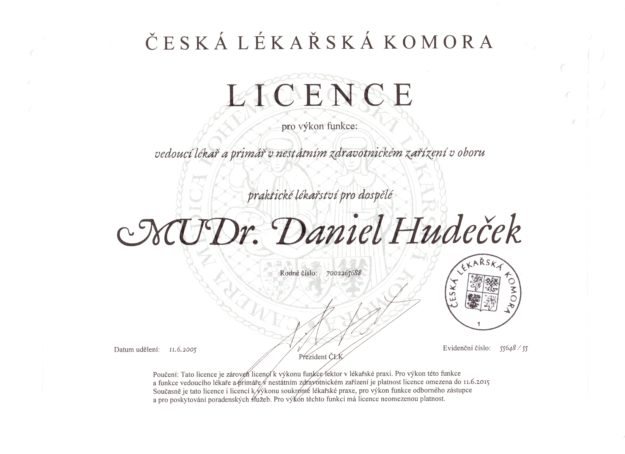 ČESKÁ LÉKAŘSKÁ KOMORA
LICENCE
pro výkon funkce:
vedoucí lékař a primář v nestátním zdravotnickém zařízení v oboru
praktické lékařství pro dospělé
MUDr. Daniel Hudeček
Rodné číslo: 7001265688
ČESKÁ LÉKAŘSKÁ KOMORA
1
Datum udělení: 11.6.2005
Evidenční číslo: 55648 / 55
Prezident ČLK
Poučení: Tato licence je zároveň licencí k výkonu funkce lektor v lékařské praxi. Pro výkon této funkce
a funkce vedoucího lékaře a primáře v nestátním zdravotnickém zařízení je platnost licence omezena do 11.6.2015
Současně je tato licence i licencí k výkonu soukromé lékařské praxe, pro výkon funkce odborného zástupce
a pro poskytování poradenských služeb. Pro výkon těchto funkcí má licence neomezenou platnost.